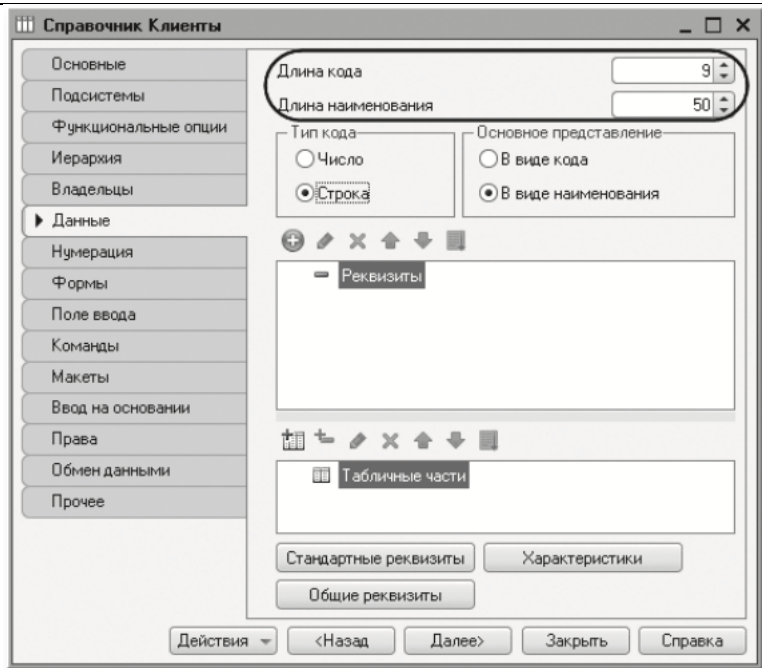 Справочник Клиенты
Основные
Подсистемы
Функциональные опции
Иерархия
Владельцы
Данные
Нумерация
Формы
Поле ввода
Команды
Макеты
Ввод на основании
Права
Обмен данными
Прочее
Длина кода 9
Длина наименования 50
Тип кода
Число
Строка
Основное представление
В виде кода
В виде наименования
Реквизиты
Табличные части
Стандартные реквизиты Характеристики
Общие реквизиты
Действия <Назад Далее> Закрыть Справка